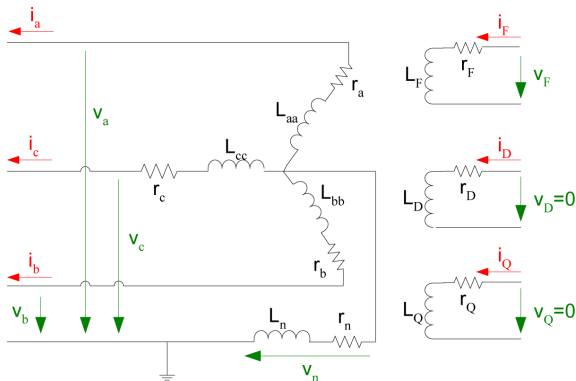 i_a
i_F
r_a
r_F
L_F
v_F
L_aa
v_a
i_c
L_cc
r_c
L_bb
i_D
r_D
L_D
v_D=0
v_c
r_b
i_b
i_Q
v_b
L_n
r_n
r_Q
L_Q
v_Q=0
v_n